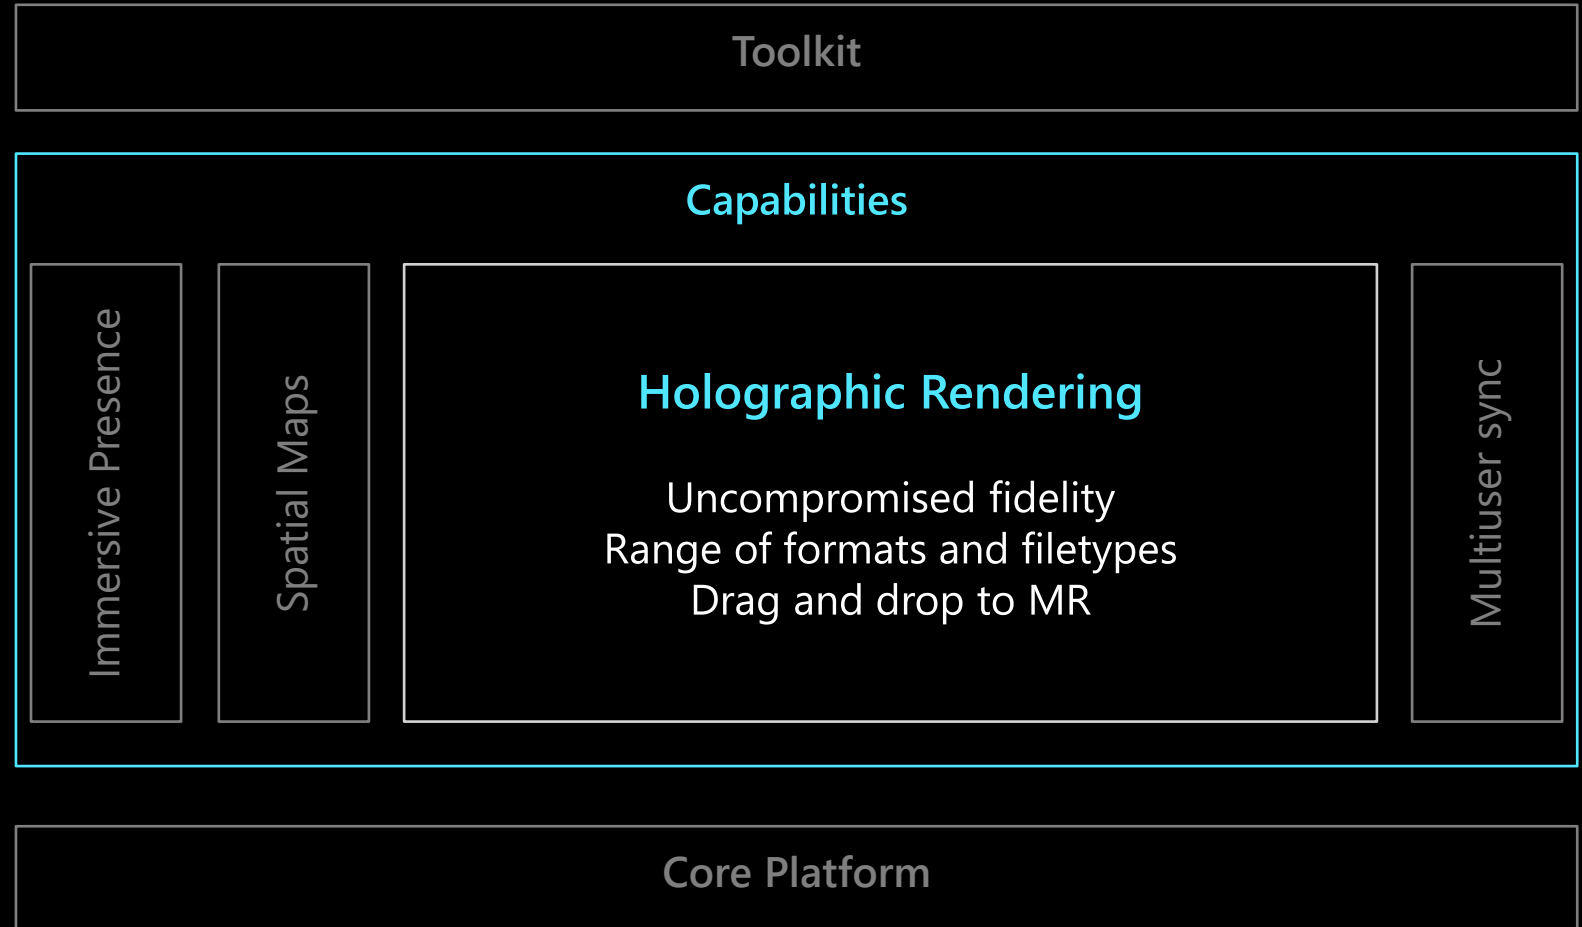 Toolkit
Capabilities
Immersive Presence
Spatial Maps
Holographic Rendering
Uncompromised fidelity
Range of formats and filetypes
Drag and drop to MR
Multiuser sync
Core Platform